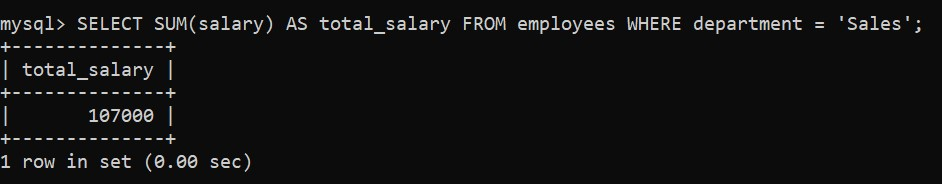 mysql> SELECT SUM(salary) AS total_salary FROM employees WHERE department = 'Sales';
+--------------+
| total_salary |
+--------------+
|       107000 |
+--------------+
1 row in set (0.00 sec)